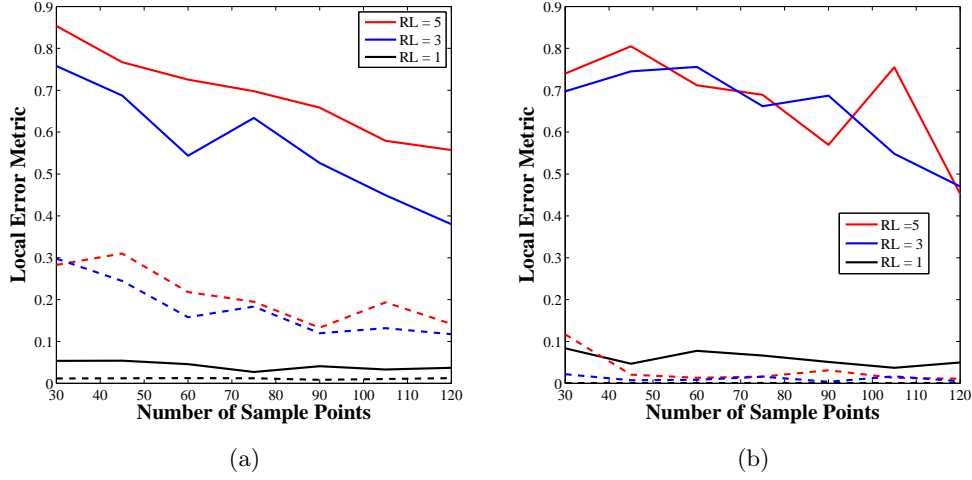 0.9
0.8
0.7
0.6
0.5
0.4
0.3
0.2
0.1
0
Local Error Metric
RL = 5
RL = 3
RL = 1
30 40 50 60 70 80 90 100 110 120
Number of Sample Points
(a)
0.9
0.8
0.7
0.6
0.5
0.4
0.3
0.2
0.1
0
Local Error Metric
RL =5
RL = 3
RL = 1
30 40 50 60 70 80 90 100 110 120
Number of Sample Points
(b)